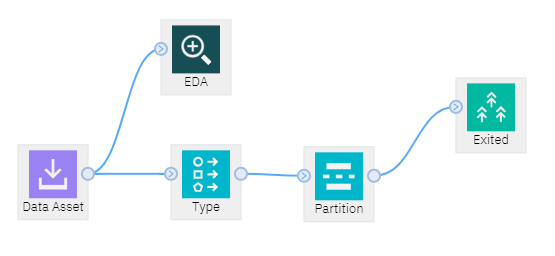 EDA
Exited
Data Asset
Type
Partition